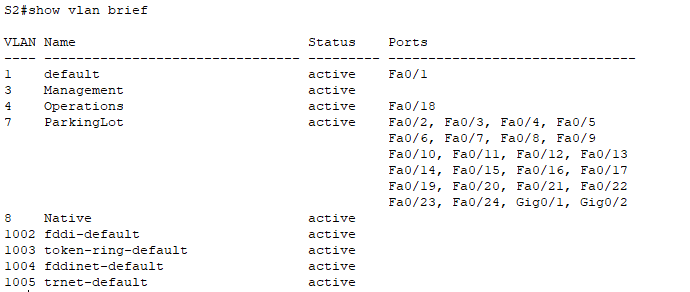 S2#show vlan brief
VLAN Name                             Status    Ports
---- -------------------------------- --------- -------------------------------
1    default                          active    Fa0/1
3    Management                       active
4    Operations                       active    Fa0/18
7    ParkingLot                       active    Fa0/2, Fa0/3, Fa0/4, Fa0/5
                                                Fa0/6, Fa0/7, Fa0/8, Fa0/9
                                                Fa0/10, Fa0/11, Fa0/12, Fa0/13
                                                Fa0/14, Fa0/15, Fa0/16, Fa0/17
                                                Fa0/19, Fa0/20, Fa0/21, Fa0/22
                                                Fa0/23, Fa0/24, Gig0/1, Gig0/2
8    Native                           active
1002 fddi-default                     active
1003 token-ring-default               active
1004 fddinet-default                  active
1005 trnet-default                    active